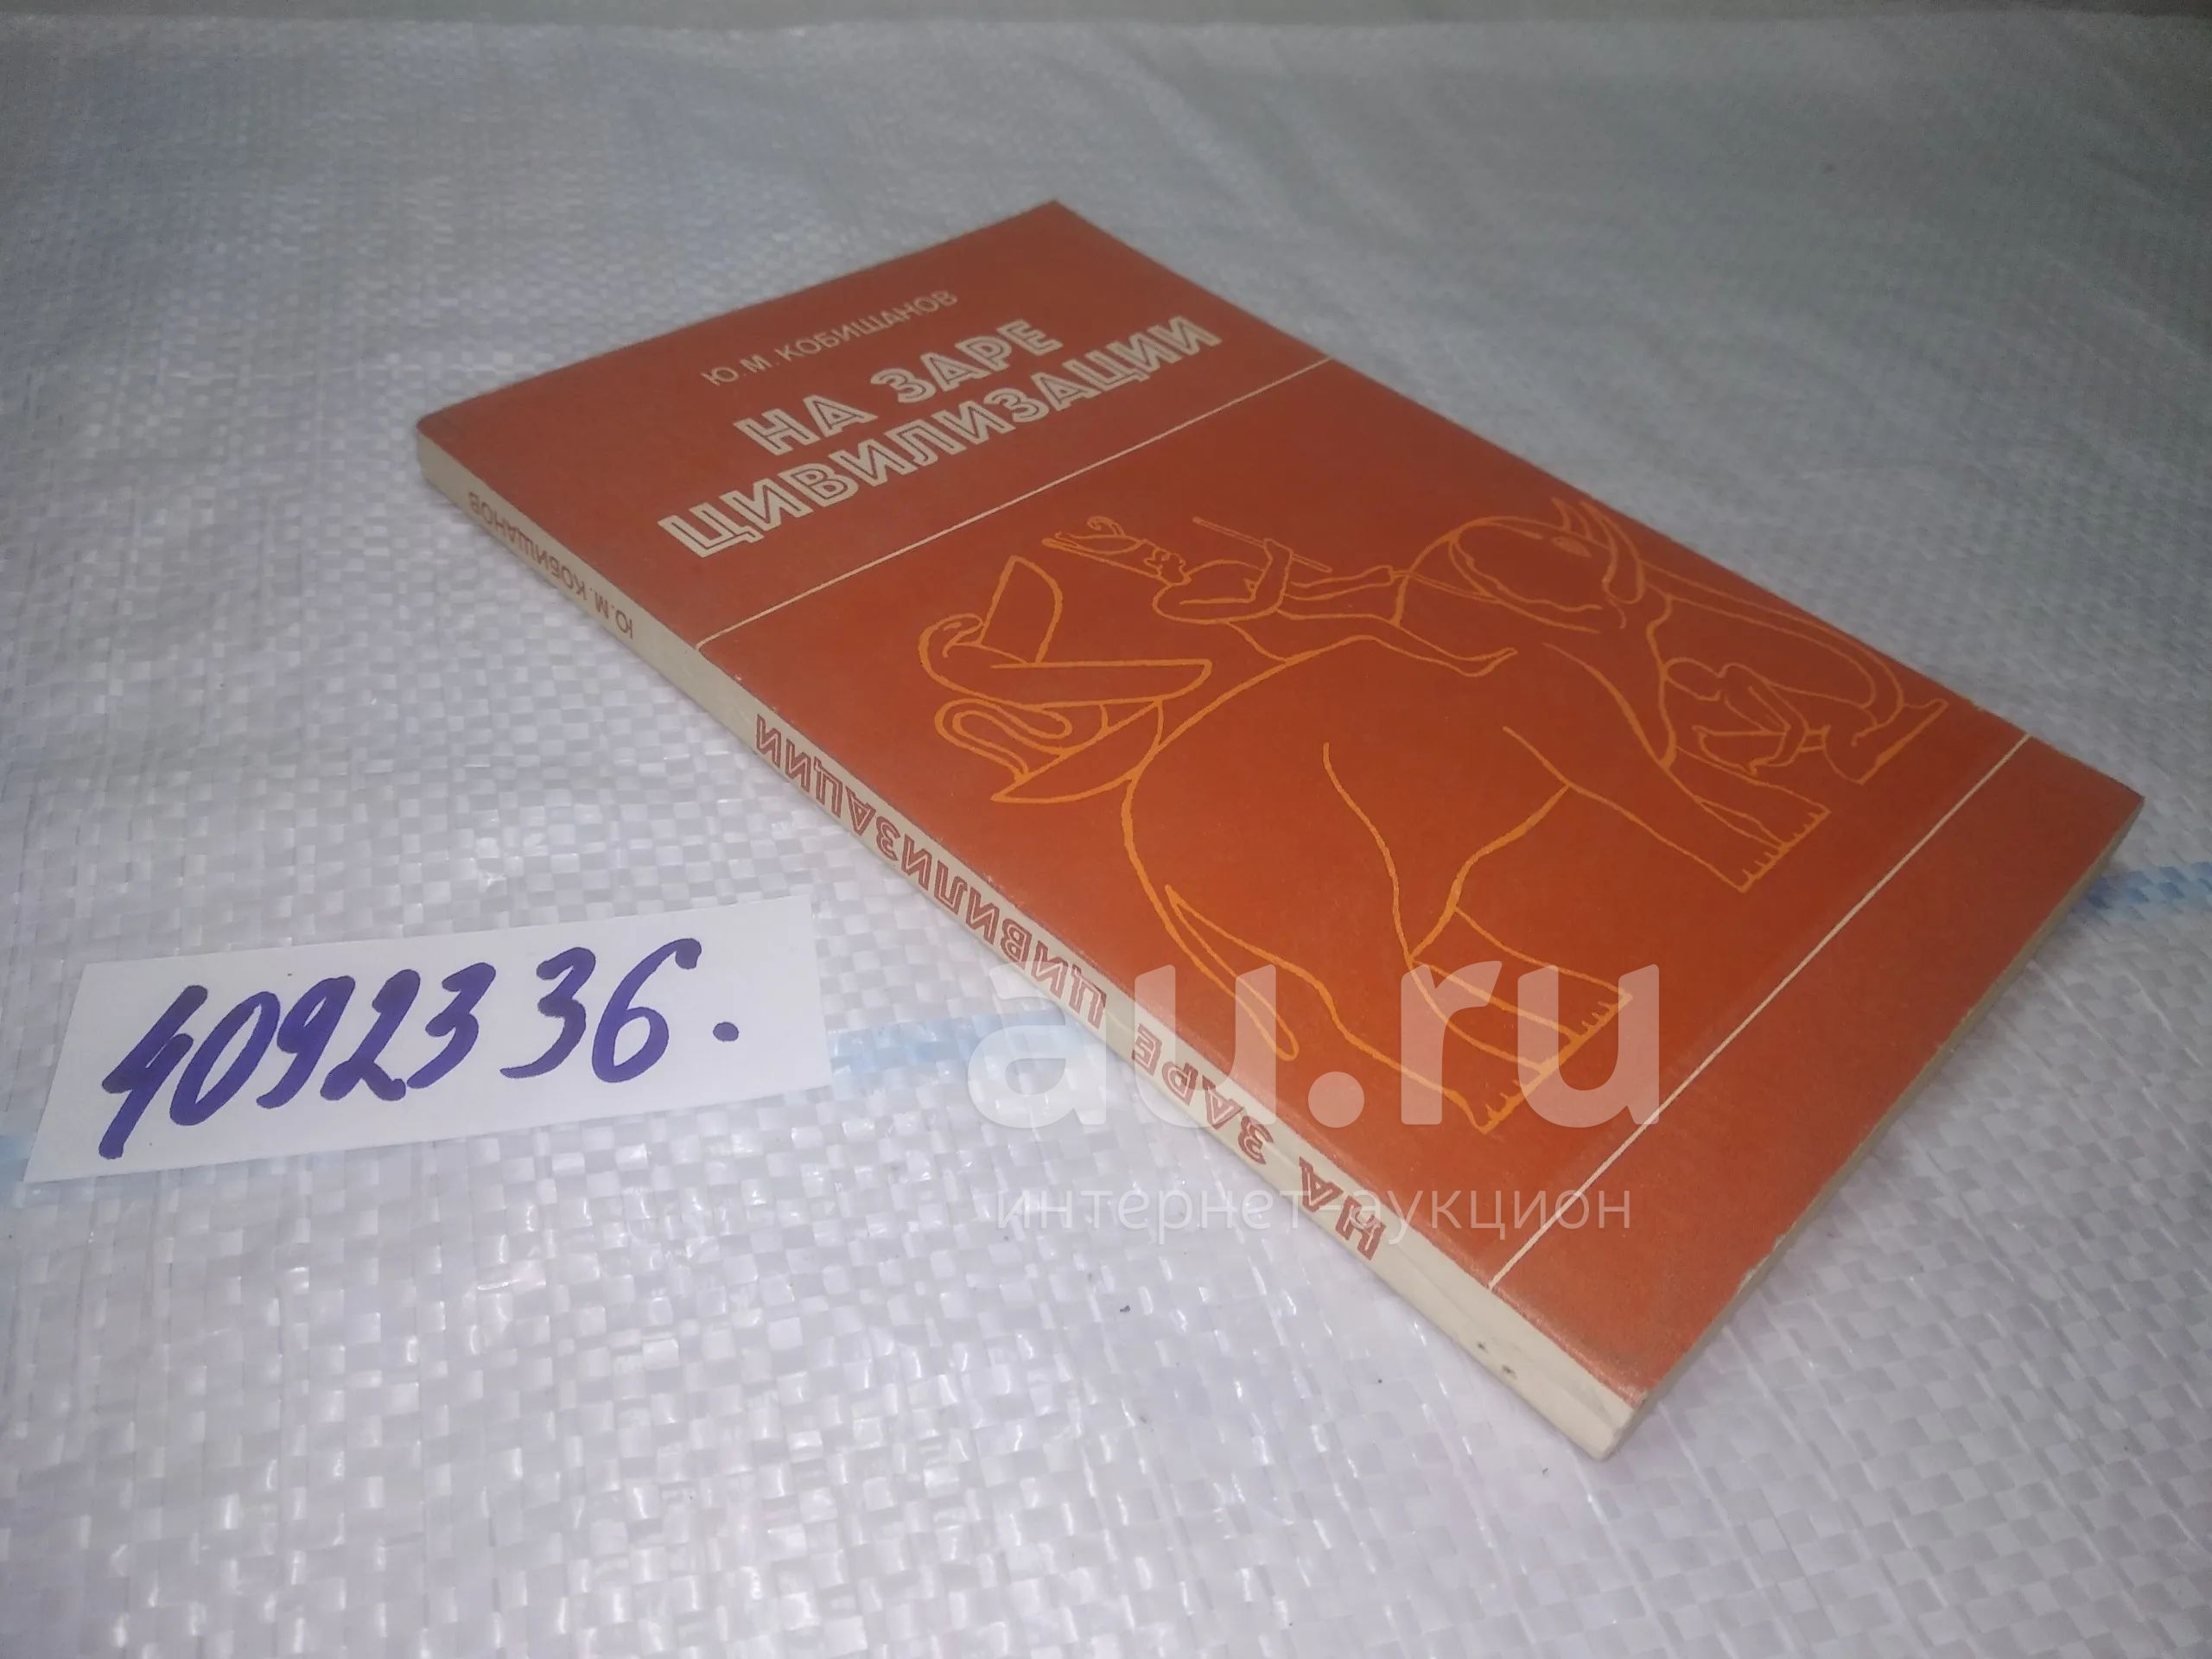 Ю. М. КОБИЩАНОВ
НА ЗАРЕ
ЦИВИЛИЗАЦИИ
Ю. М. КОБИЩАНОВ
НА ЗАРЕ ЦИВИЛИЗАЦИИ
4092336.
au.ru
интернет-аукцион